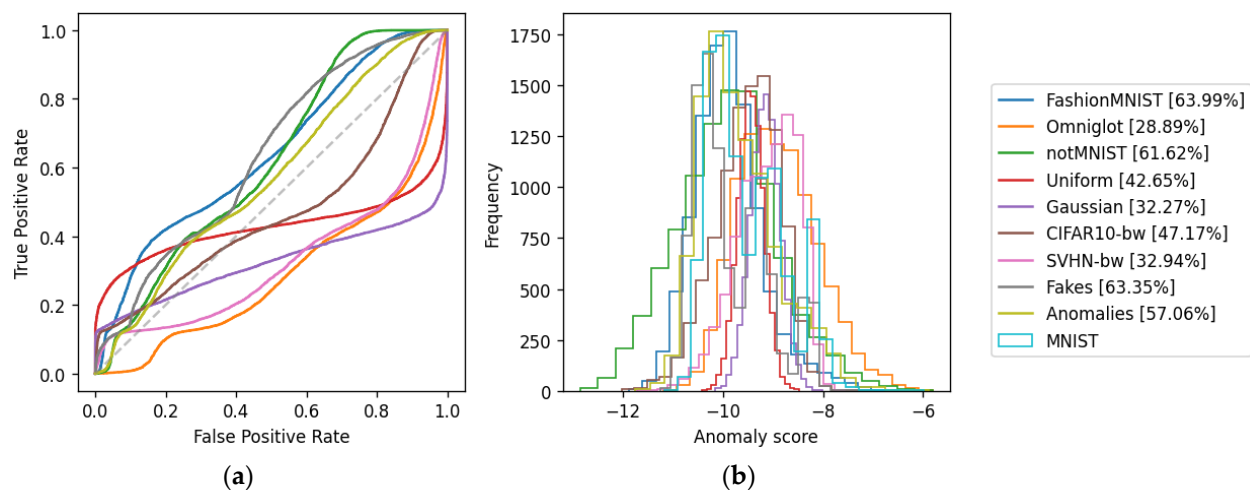 1.0
0.8
0.6
0.4
0.2
0.0
True Positive Rate
0.0 0.2 0.4 0.6 0.8 1.0
False Positive Rate
(a)
1750
1500
1250
1000
750
500
250
0
Frequency
−12 −10 −8 −6
Anomaly score
(b)
FashionMNIST [63.99%]
Omniglot [28.89%]
notMNIST [61.62%]
Uniform [42.65%]
Gaussian [32.27%]
CIFAR10-bw [47.17%]
SVHN-bw [32.94%]
Fakes [63.35%]
Anomalies [57.06%]
MNIST